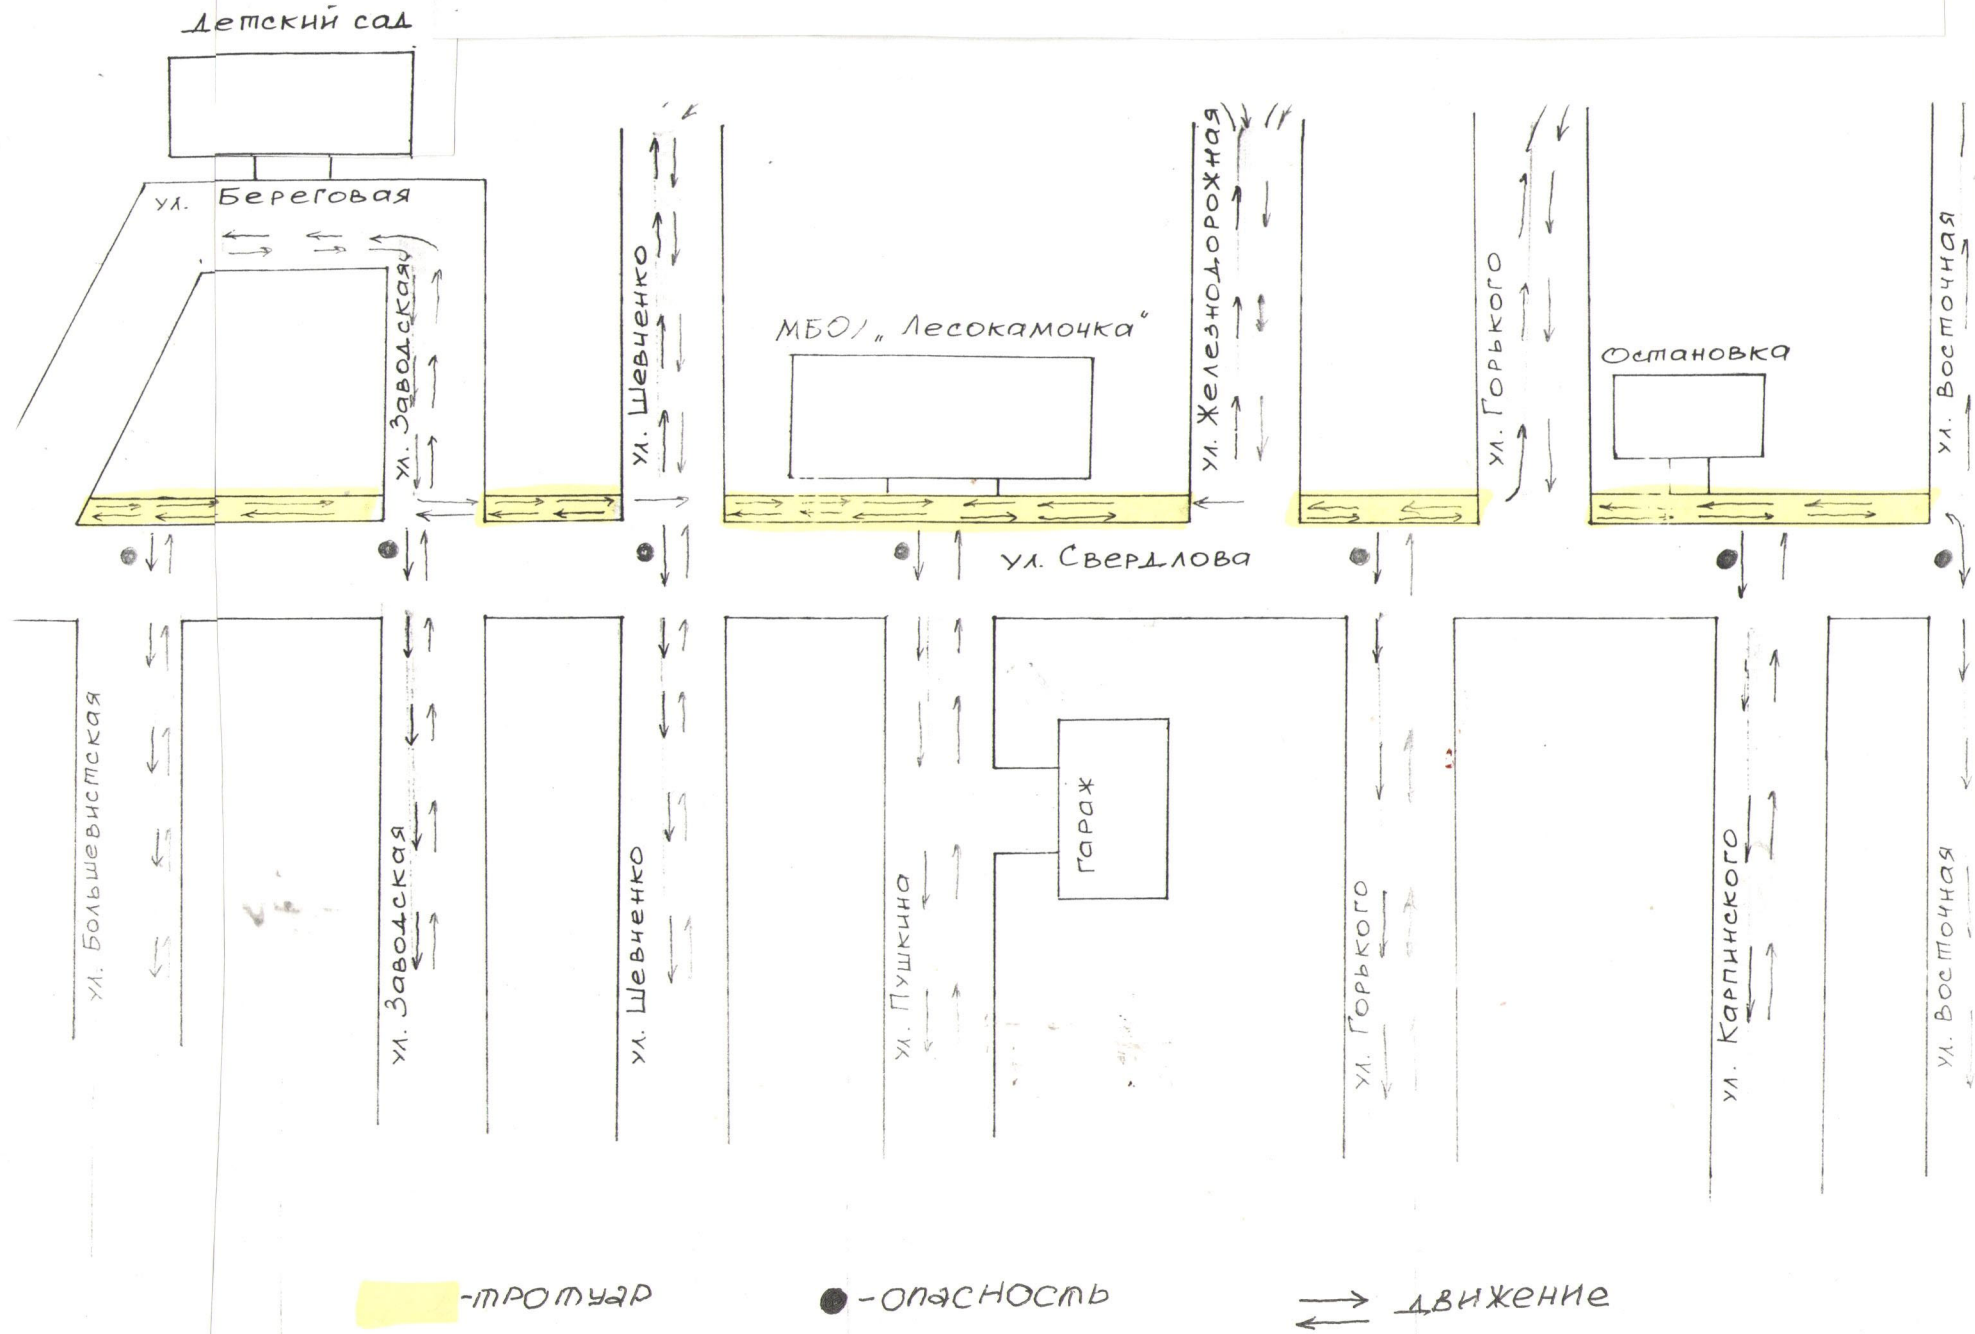 детский сад
ул. Береговая
ул. Заводская
ул. Шевченко
МБОУ „Лесокамочка“
ул. Железнодорожная
ул. Горького
Остановка
ул. Восточная
ул. Свердлова
ул. Большевистская
ул. Заводская
ул. Шевченко
ул. Пушкина
гараж
ул. Горького
ул. Карпинского
ул. Восточная
-тротуар
-опасность
движение